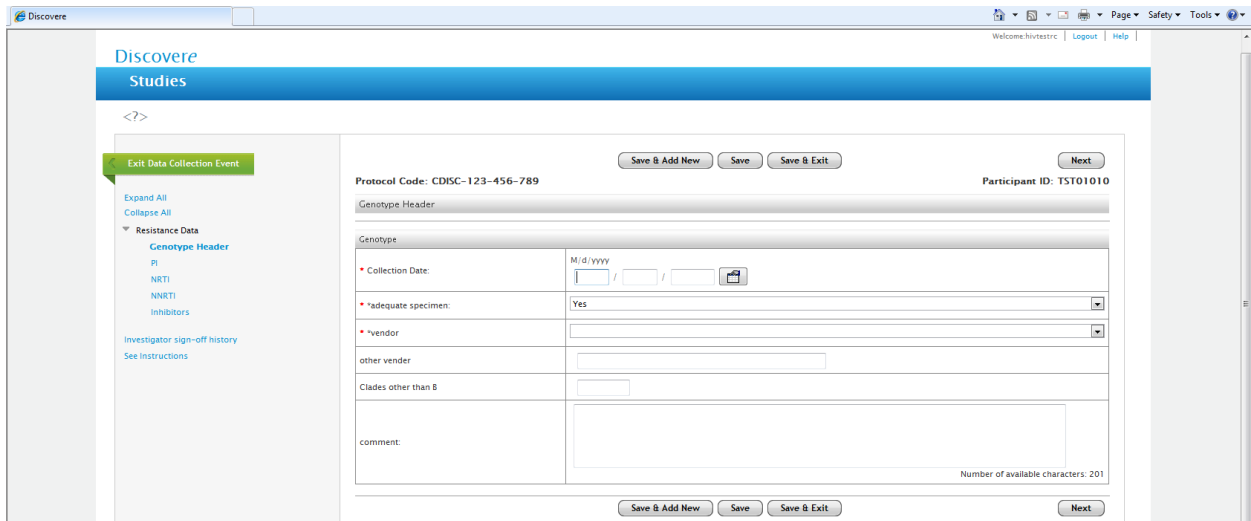 Discovere
Page Safety Tools
Welcome:hivtestrc | Logout | Help |
Discovere
Studies
<?>
Exit Data Collection Event
Expand All
Collapse All
Resistance Data
Genotype Header
PI
NRTI
NNRTI
Inhibitors
Investigator sign-off history
See Instructions
Save & Add New Save Save & Exit Next
Protocol Code: CDISC-123-456-789 Participant ID: TST01010
Genotype Header
Genotype
M/d/yyyy
* Collection Date: / /
* *adequate specimen: Yes
* *vendor
other vender
Clades other than B
comment:
Number of available characters: 201
Save & Add New Save Save & Exit Next